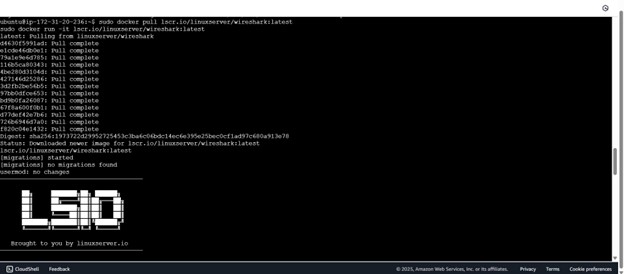 ubuntu@ip-172-31-20-236:~$ sudo docker pull lscr.io/linuxserver/wireshark:latest
sudo docker run -it lscr.io/linuxserver/wireshark:latest
latest: Pulling from linuxserver/wireshark
d4630f5991ad: Pull complete
e1cde46db0e1: Pull complete
79a1e9e6d785: Pull complete
116b5ca80343: Pull complete
4be280d3104d: Pull complete
427146d25286: Pull complete
3d2fb2be56b5: Pull complete
97bb0dfce653: Pull complete
bd9b0fa26087: Pull complete
67f8a600f0b1: Pull complete
d77def42e7b6: Pull complete
726b6946d7a0: Pull complete
f820c04e1432: Pull complete
Digest: sha256:1973722d29952725453c3ba6c06bdc14ec6e395e25bec0cf1ad97c680a913e78
Status: Downloaded newer image for lscr.io/linuxserver/wireshark:latest
lscr.io/linuxserver/wireshark:latest
[migrations] started
[migrations] no migrations found
usermod: no changes
LSIO
Brought to you by linuxserver.io
CloudShell Feedback © 2025, Amazon Web Services, Inc. or its affiliates. Privacy Terms Cookie preferences